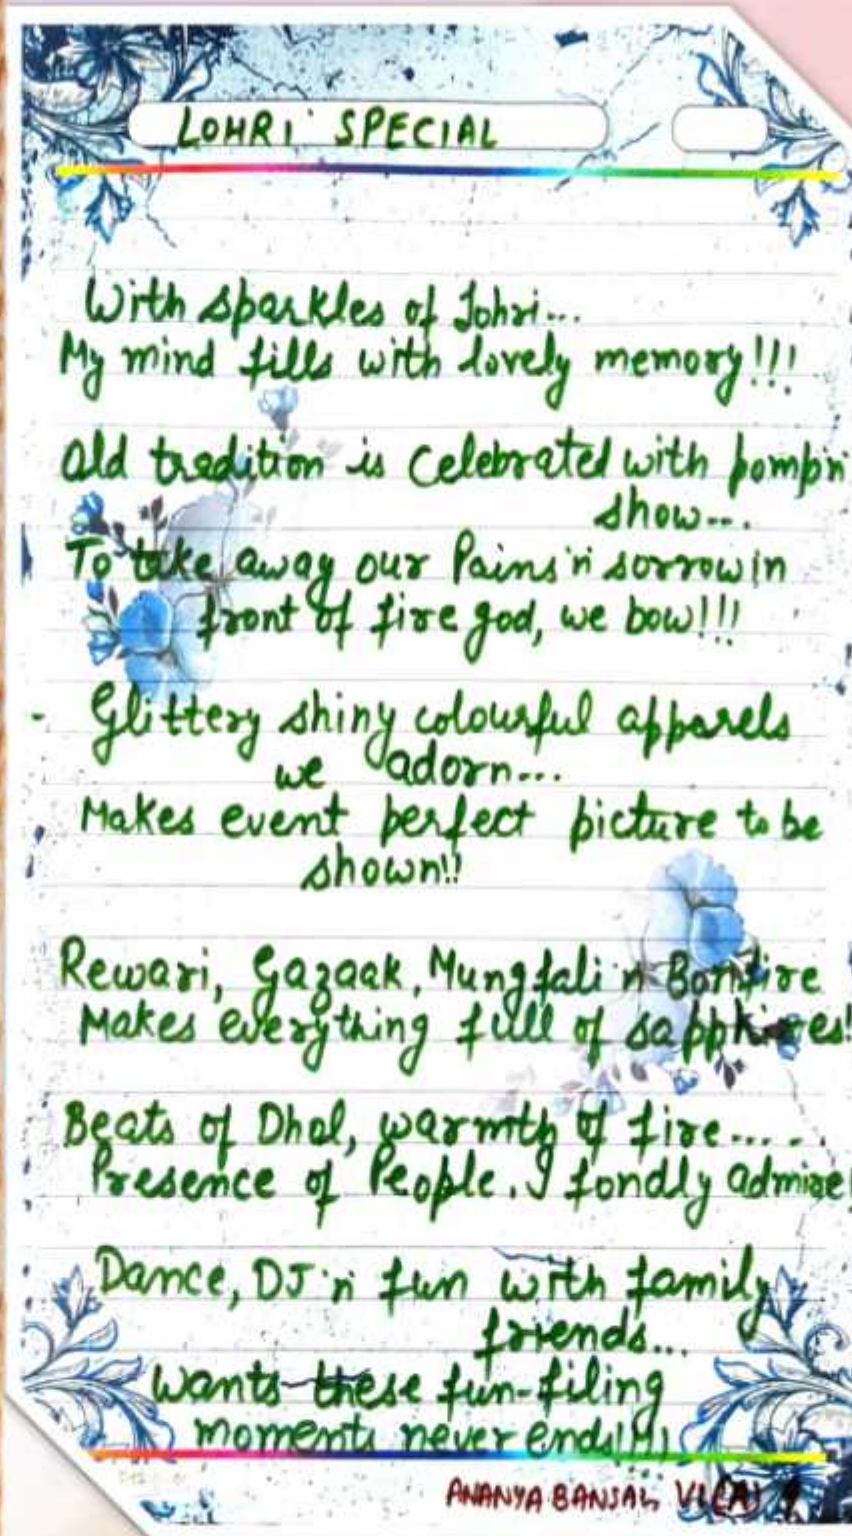 LOHRI SPECIAL
With sparkles of Lohri...
My mind fills with lovely memory!!!
Old tradition is celebrated with pomp'n'
show...
To take away our Pains 'n' sorrow in
front of fire god, we bow!!!
Glittery shiny colourful apparels
we adorn...
Makes event perfect picture to be
shown!!
Rewari, Gazaak, Mungfali 'n' Bonfire
Makes everything full of sapphires!
Beats of Dhol, warmth of fire.....
Presence of People, I fondly admire!
Dance, DJ 'n' fun with family
friends...
Wants these fun-filing
moments never ends!!!
ANANYA BANSAL VI(A)